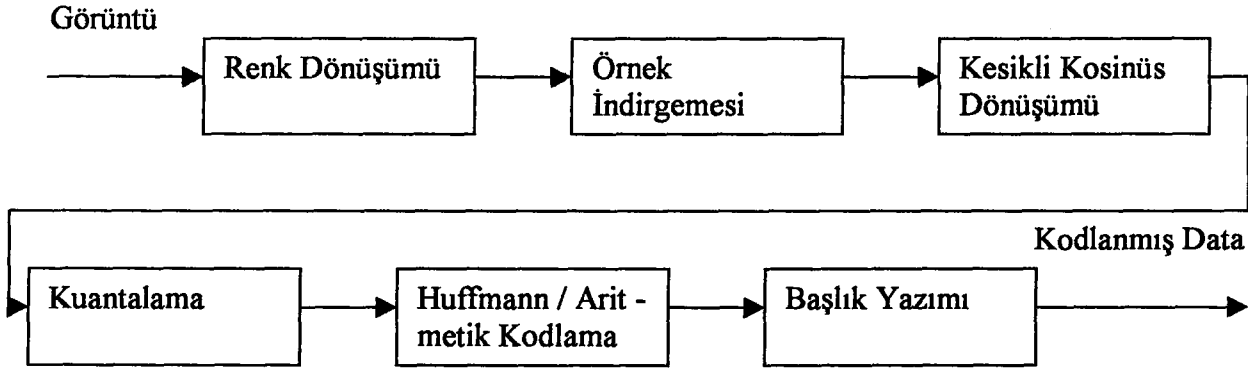 Görüntü
Renk Dönüşümü
Örnek
İndirgemesi
Kesikli Kosinüs
Dönüşümü
Kodlanmış Data
Kuantalama
Huffmann / Arit -
metik Kodlama
Başlık Yazımı